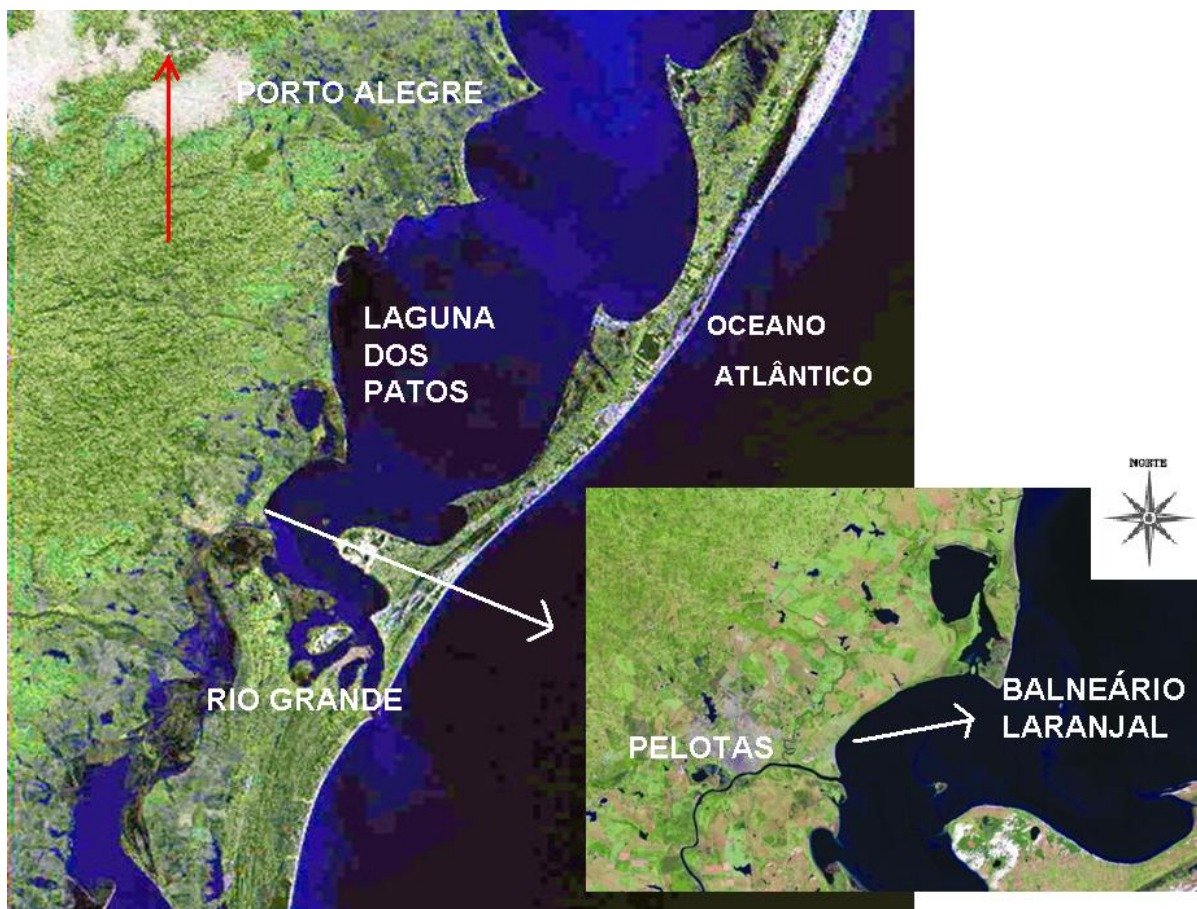 PORTO ALEGRE
LAGUNA
DOS
PATOS
OCEANO
ATLÂNTICO
RIO GRANDE
NORTE
PELOTAS
BALNEÁRIO
LARANJAL